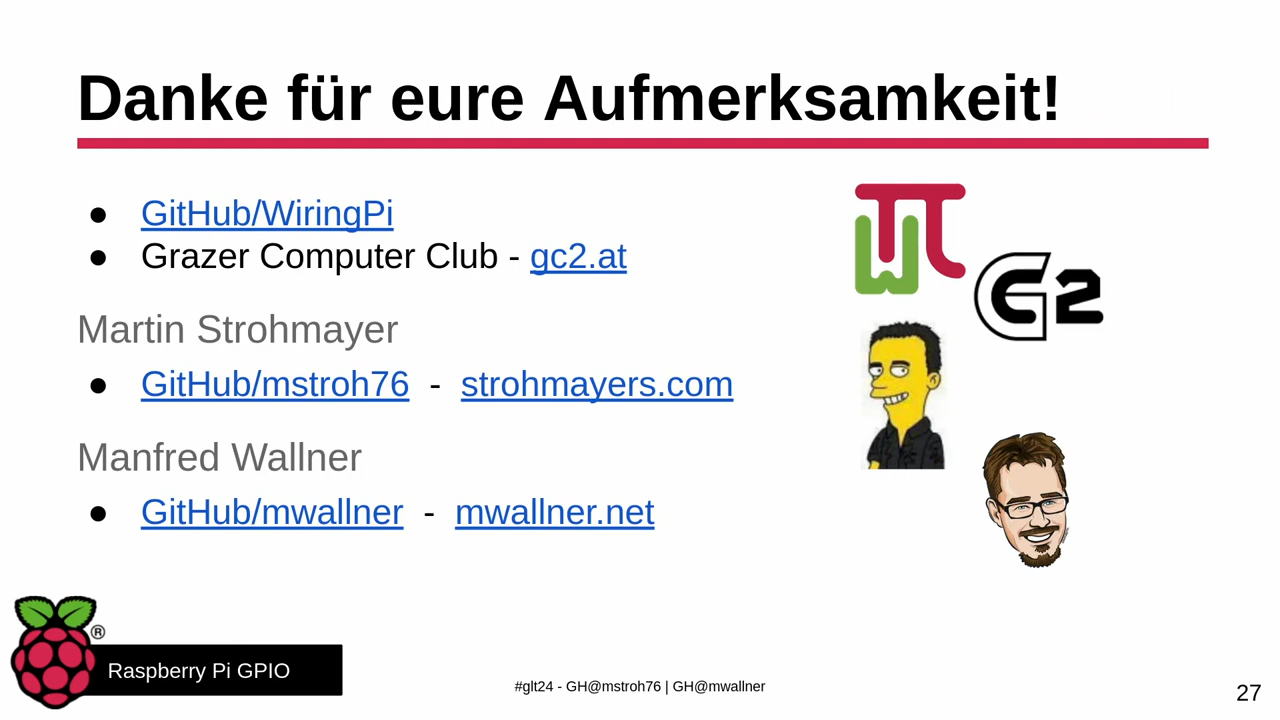 Danke für eure Aufmerksamkeit!
● GitHub/WiringPi
● Grazer Computer Club - gc2.at
Martin Strohmayer
● GitHub/mstroh76 - strohmayers.com
Manfred Wallner
● GitHub/mwallner - mwallner.net
W
G2
®
Raspberry Pi GPIO
#glt24 - GH@mstroh76 | GH@mwallner
27